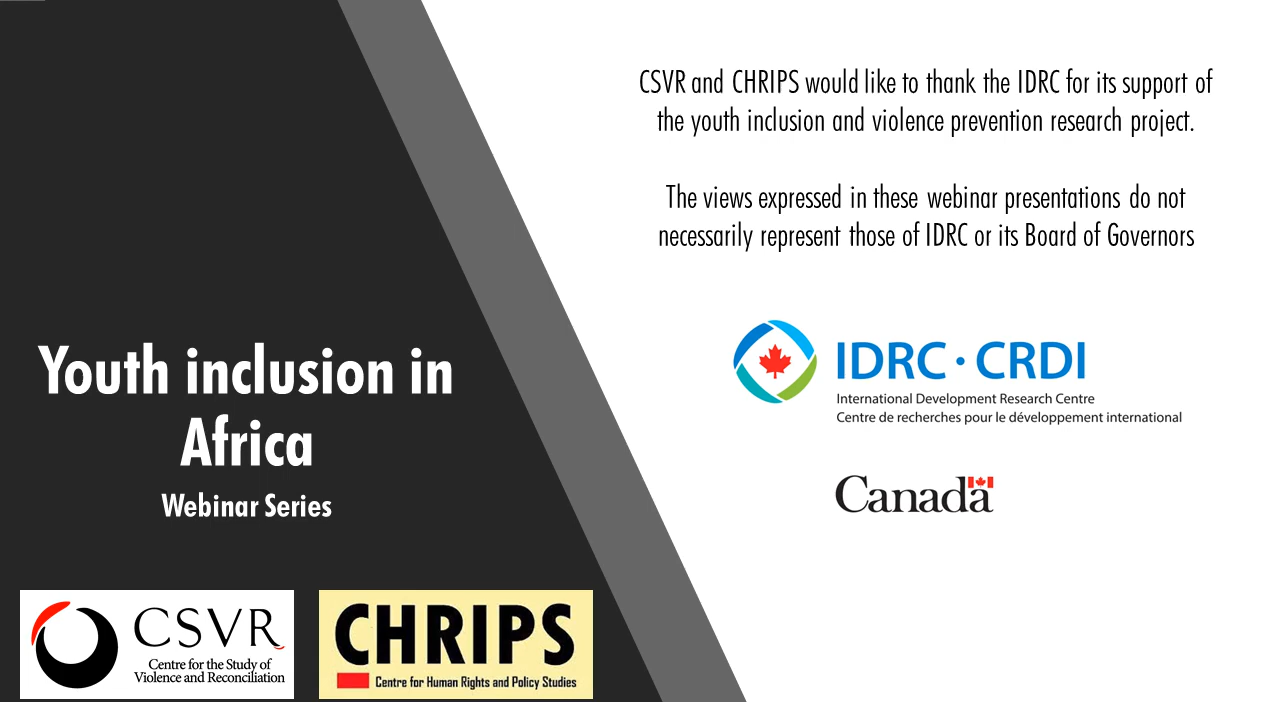 Youth inclusion in
Africa
Webinar Series
CSVR
Centre for the Study of
Violence and Reconciliation
CHRIPS
Centre for Human Rights and Policy Studies
CSVR and CHRIPS would like to thank the IDRC for its support of
the youth inclusion and violence prevention research project.
The views expressed in these webinar presentations do not
necessarily represent those of IDRC or its Board of Governors
IDRC · CRDI
International Development Research Centre
Centre de recherches pour le développement international
Canada